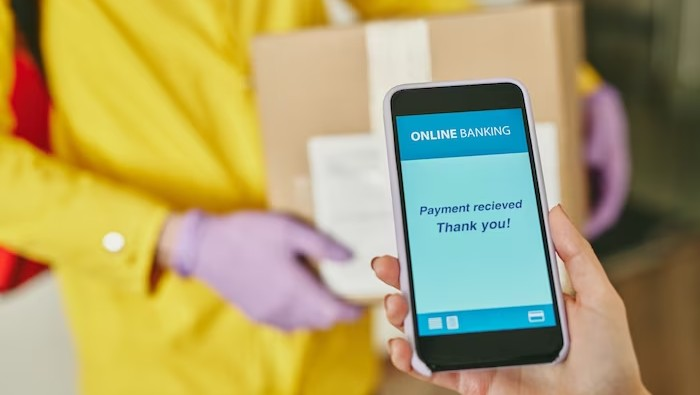 ONLINE BANKING
Payment recieved
Thank you!